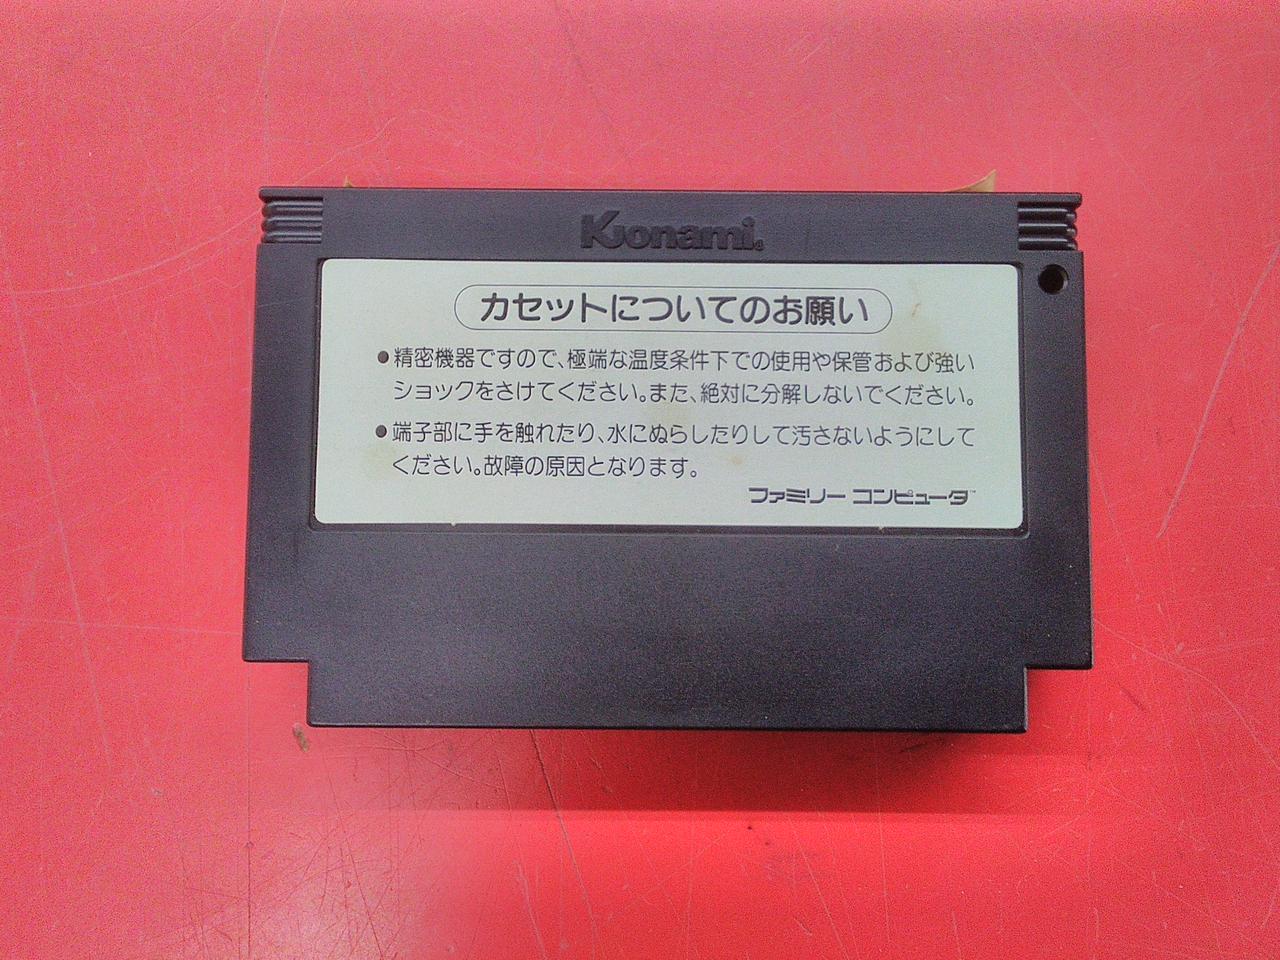 Konami®
カセットについてのお願い
●精密機器ですので、極端な温度条件下での使用や保管および強い
ショックをさけてください。また、絶対に分解しないでください。
●端子部に手を触れたり、水にぬらしたりして汚さないようにして
ください。故障の原因となります。
ファミリー コンピュータ™